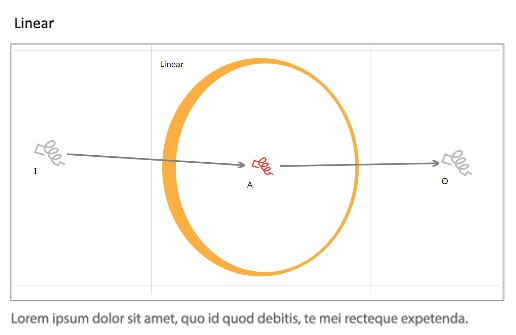 Linear
Linear
I
A
O
Lorem ipsum dolor sit amet, quo id quod debitis, te mei recteque expetenda.